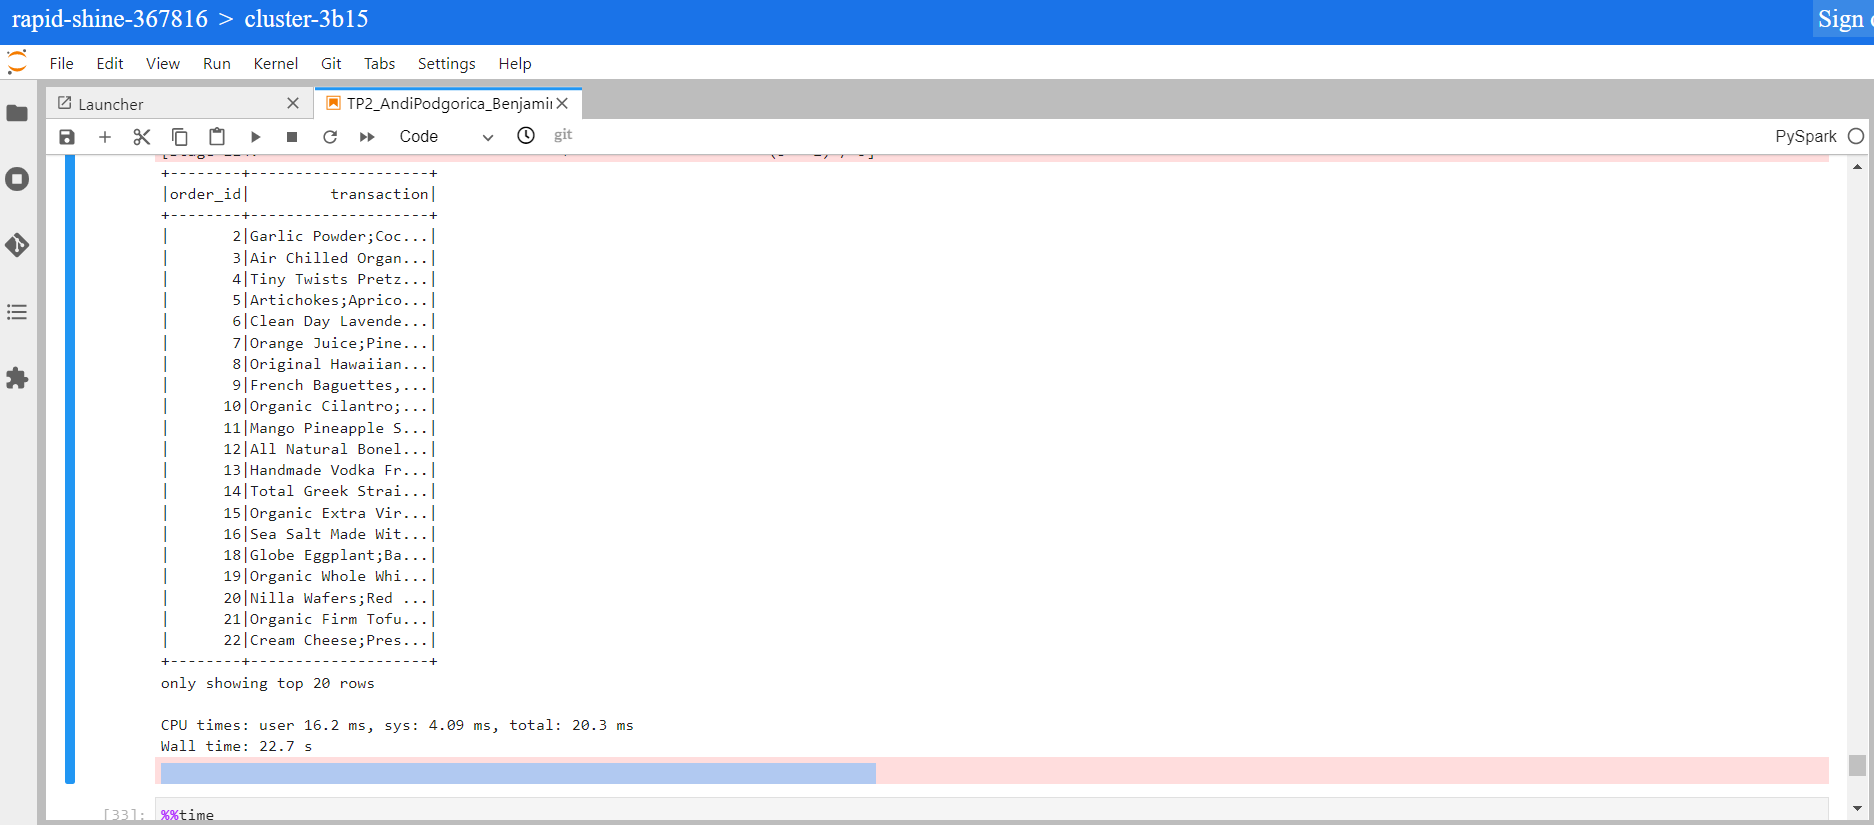 rapid-shine-367816 > cluster-3b15
Sign
File Edit View Run Kernel Git Tabs Settings Help
Launcher
TP2_AndiPodgorica_Benjami
Code
git
PySpark
+--------+--------------------+
|order_id|         transaction|
+--------+--------------------+
|       2|Garlic Powder;Coc...|
|       3|Air Chilled Organ...|
|       4|Tiny Twists Pretz...|
|       5|Artichokes;Aprico...|
|       6|Clean Day Lavende...|
|       7|Orange Juice;Pine...|
|       8|Original Hawaiian...|
|       9|French Baguettes,...|
|      10|Organic Cilantro;...|
|      11|Mango Pineapple S...|
|      12|All Natural Bonel...|
|      13|Handmade Vodka Fr...|
|      14|Total Greek Strai...|
|      15|Organic Extra Vir...|
|      16|Sea Salt Made Wit...|
|      18|Globe Eggplant;Ba...|
|      19|Organic Whole Whi...|
|      20|Nilla Wafers;Red ...|
|      21|Organic Firm Tofu...|
|      22|Cream Cheese;Pres...|
+--------+--------------------+
only showing top 20 rows
CPU times: user 16.2 ms, sys: 4.09 ms, total: 20.3 ms
Wall time: 22.7 s
[33]: %%time